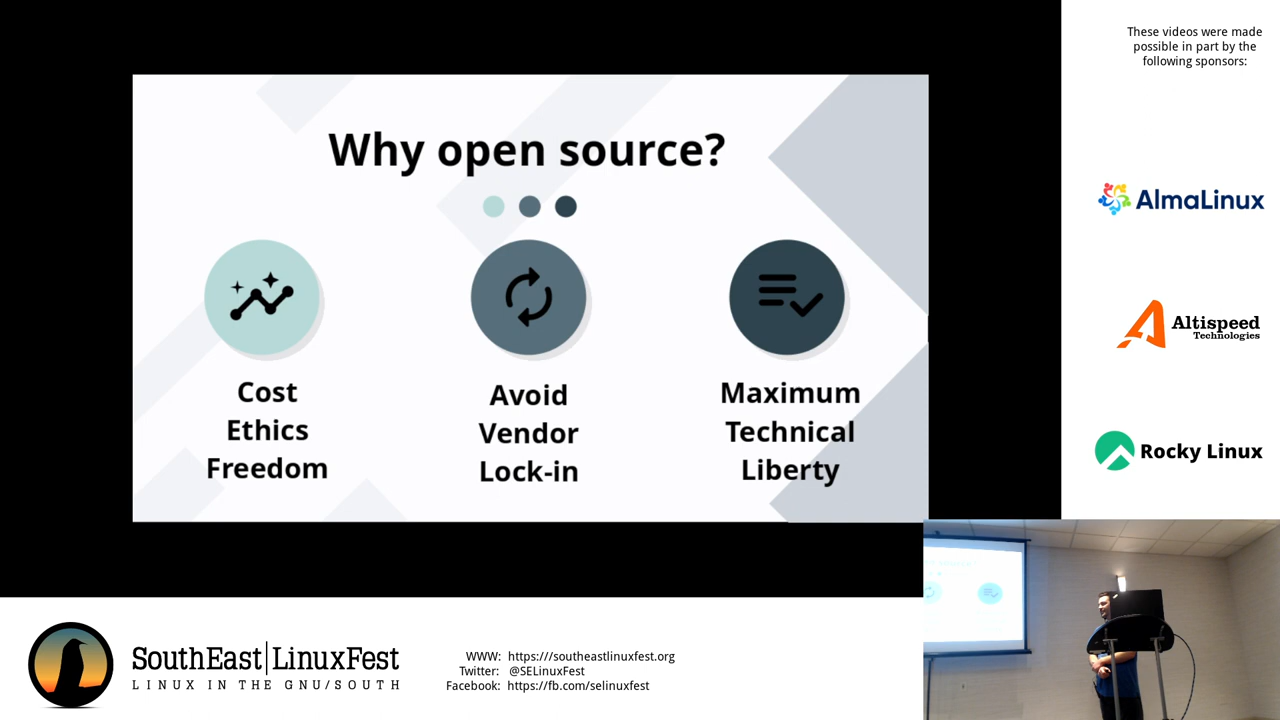 These videos were made
possible in part by the
following sponsors:
Why open source?
Cost
Ethics
Freedom
Avoid
Vendor
Lock-in
Maximum
Technical
Liberty
AlmaLinux
Altispeed
Technologies
Rocky Linux
SouthEast LinuxFest
LINUX IN THE GNU/SOUTH
WWW: https:///southeastlinuxfest.org
Twitter: @SELinuxFest
Facebook: https://fb.com/selinuxfest